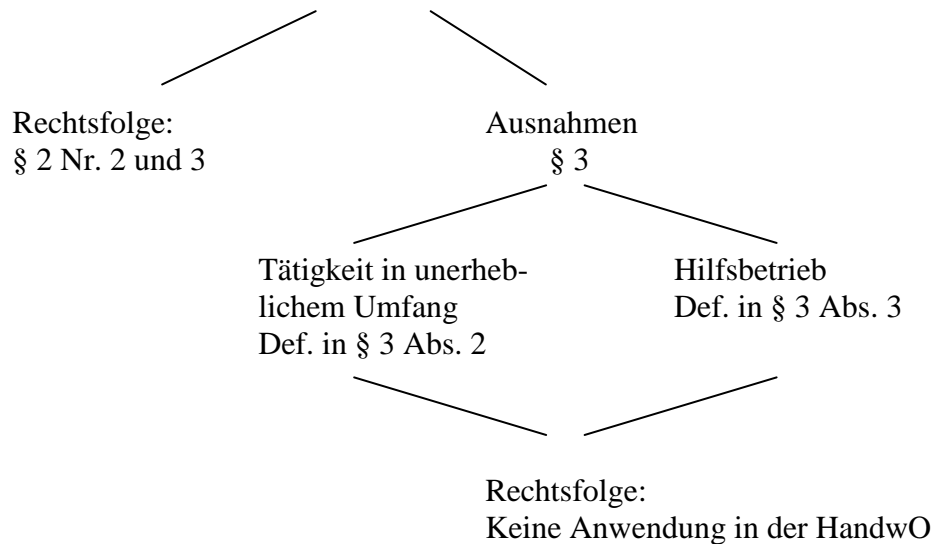 Rechtsfolge:
§ 2 Nr. 2 und 3
Ausnahmen
§ 3
Tätigkeit in unerheb-
lichem Umfang
Def. in § 3 Abs. 2
Hilfsbetrieb
Def. in § 3 Abs. 3
Rechtsfolge:
Keine Anwendung in der HandwO